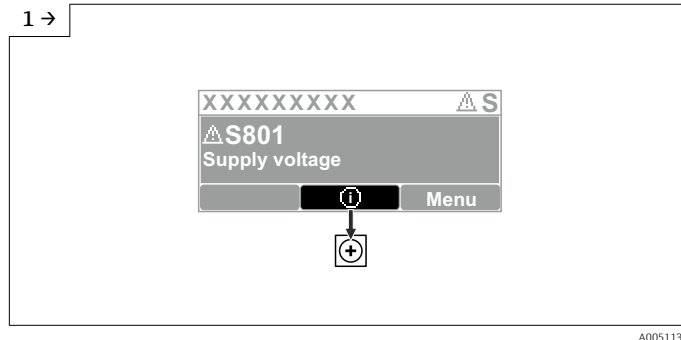 1 →
XXXXXXXXX ⚠ S
⚠S801
Supply voltage
ⓘ Menu
A005113